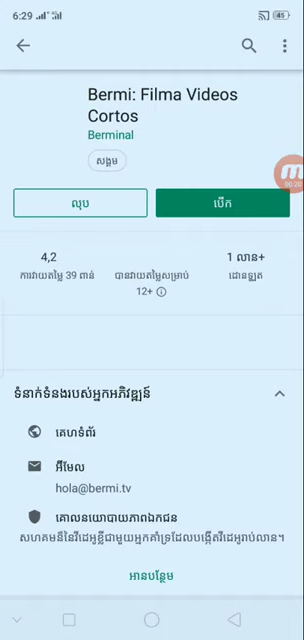 6:29
45
Bermi: Filma Videos
Cortos
Berminal
សង្គម
00:20
លុប
បើក
4,2
1 លាន+
ការវាយតម្លៃ 39 ពាន់
បានវាយតម្លៃសម្រាប់
ដោនឡូត
12+
ទំនាក់ទំនងរបស់អ្នកអភិវឌ្ឍន៍
គេហទំព័រ
អ៊ីមែល
hola@bermi.tv
គោលនយោបាយភាពឯកជន
សហគមន៍នៃវីដេអូខ្លីជាមួយអ្នកគាំទ្រដែលបង្កើតវីដេអូរាប់លាន។
អានបន្ថែម